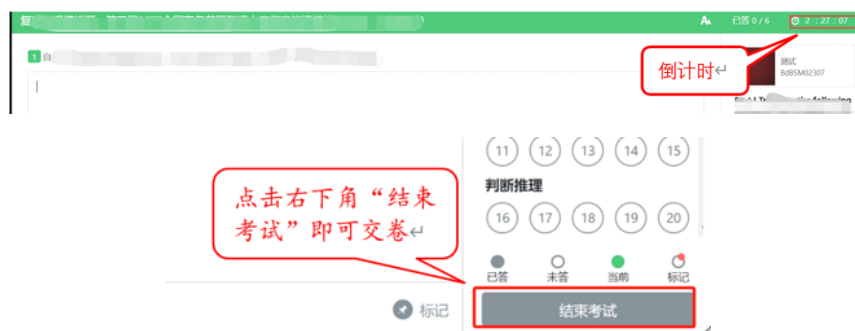 已答 0 / 6
2 : 27 : 07
1
倒计时
测试
BdBSM02307
11 12 13 14 15
判断推理
16 17 18 19 20
点击右下角“结束
考试”即可交卷
已答 未答 当前 标记
标记
结束考试